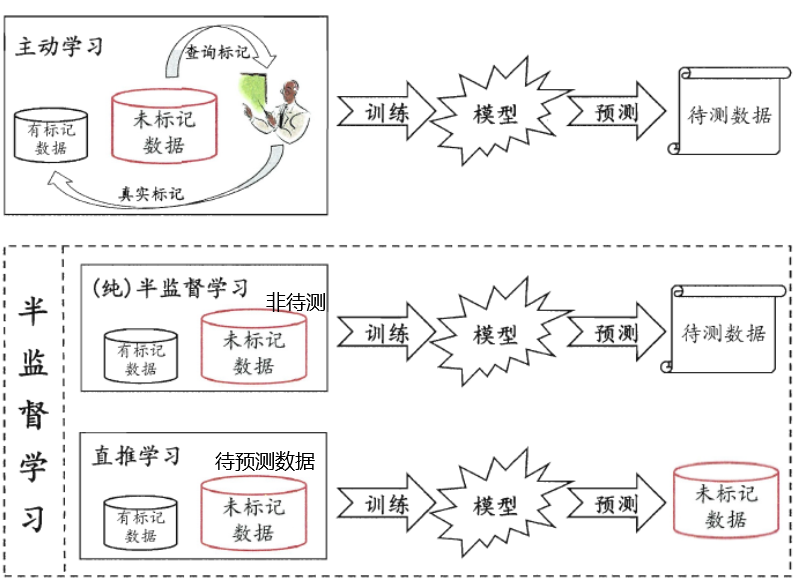 主动学习
查询标记
有标记
数据
未标记
数据
真实标记
训练
模型
预测
待测数据
半监督学习
(纯)半监督学习
非待测
有标记
数据
未标记
数据
训练
模型
预测
待测数据
直推学习
待预测数据
有标记
数据
未标记
数据
训练
模型
预测
未标记
数据